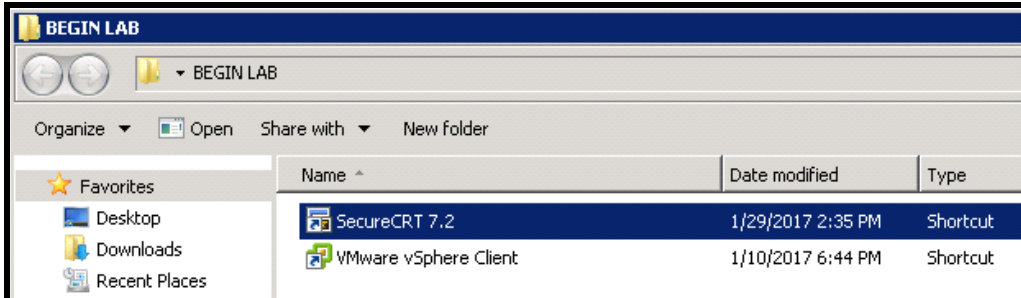 BEGIN LAB
BEGIN LAB
Organize Open Share with New folder
Favorites
Desktop
Downloads
Recent Places
Name Date modified Type
SecureCRT 7.2 1/29/2017 2:35 PM Shortcut
VMware vSphere Client 1/10/2017 6:44 PM Shortcut